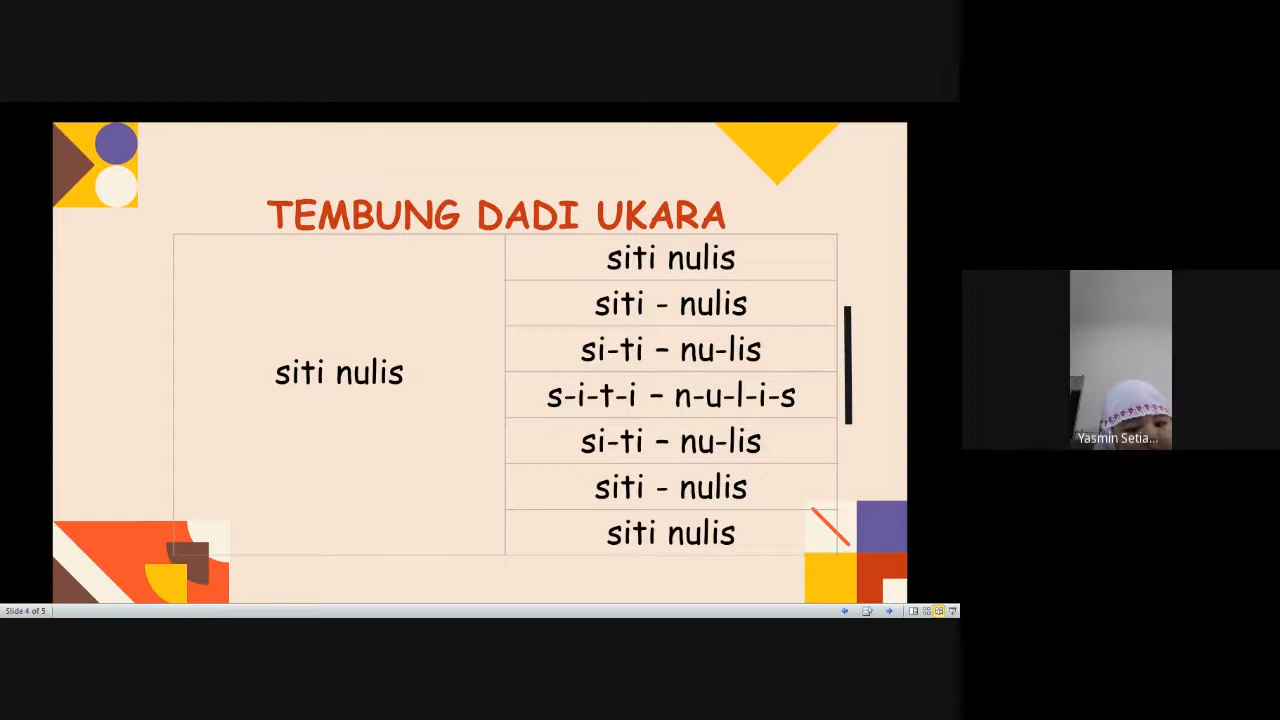 TEMBUNG DADI UKARA
siti nulis
siti nulis
siti - nulis
si-ti – nu-lis
s-i-t-i – n-u-l-i-s
si-ti – nu-lis
siti - nulis
siti nulis
Yasmin Setia...
Slide 4 of 5